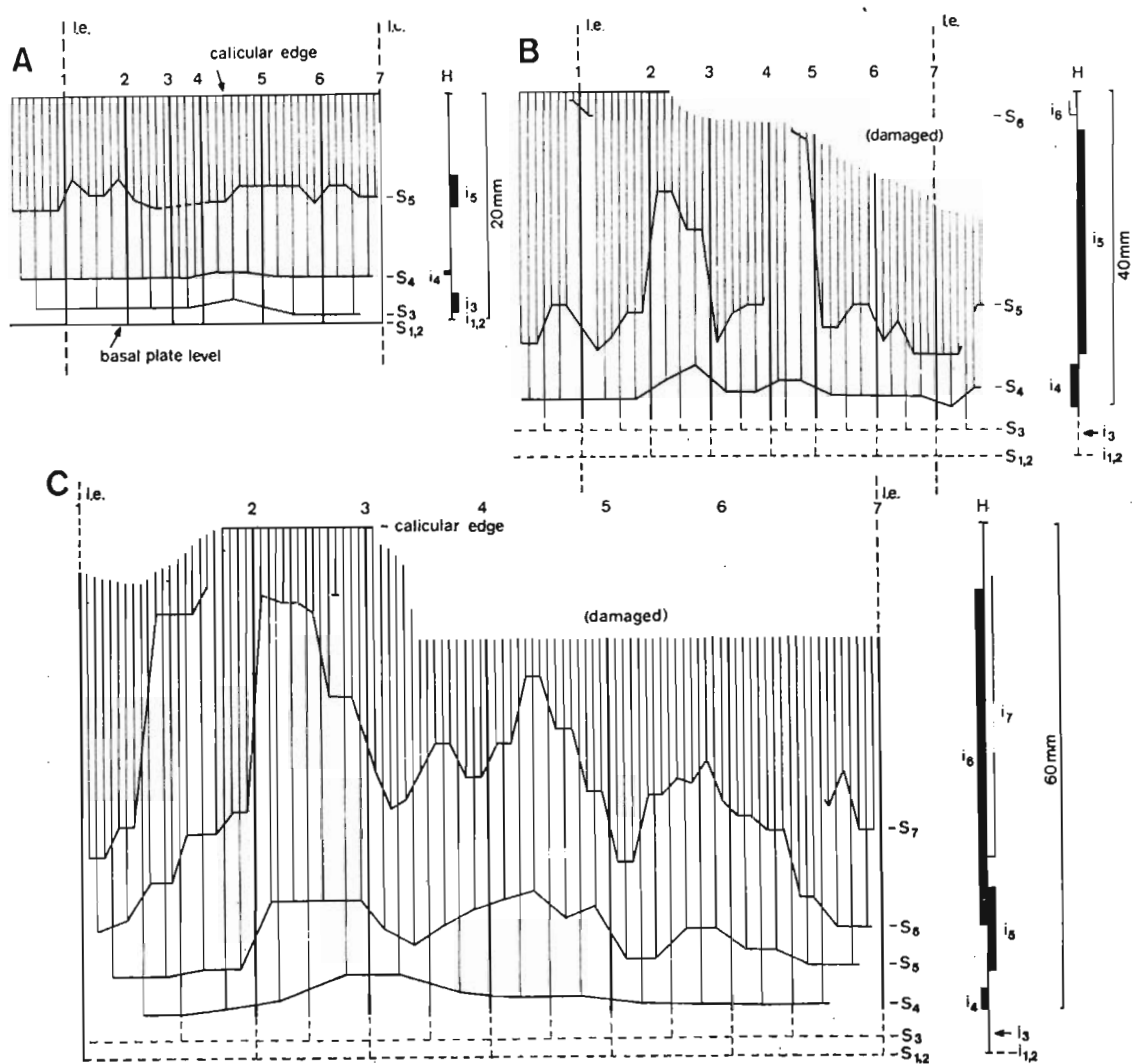 A
l.e.
l.e.
calicular edge
1 2 3 4 5 6 7
H
S5
S4
S3
S1,2
i5
i4
i3
i1,2
20mm
basal plate level
B
l.e.
l.e.
1 2 3 4 5 6 7
H
(damaged)
S6
S5
S4
S3
S1,2
i6
i5
i4
i3
i1,2
40mm
C
l.e.
l.e.
1 2 3 4 5 6 7
H
- calicular edge
(damaged)
S7
S6
S5
S4
S3
S1,2
i7
i6
i5
i4
i3
i1,2
60mm